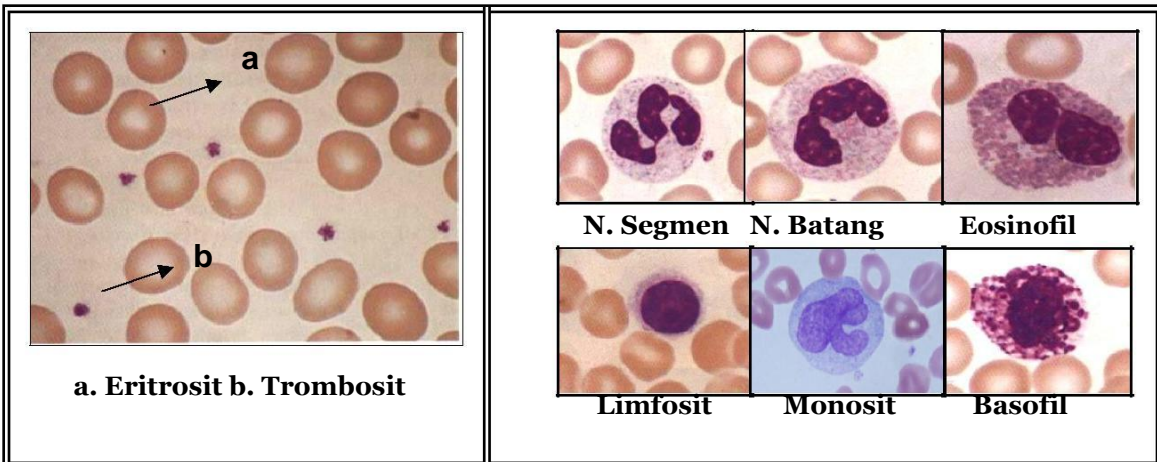 a
b
a. Eritrosit b. Trombosit
N. Segmen N. Batang Eosinofil
Limfosit Monosit Basofil